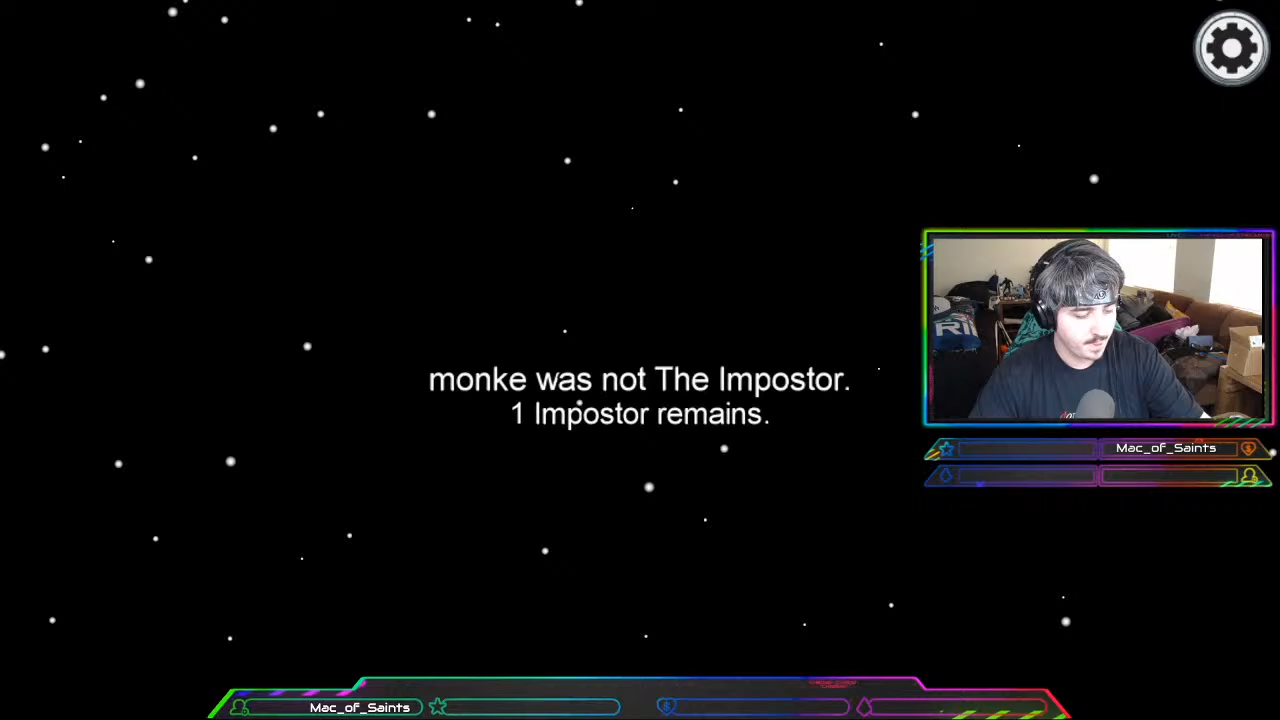 monke was not The Impostor.
1 Impostor remains.
Mac_of_Saints
Mac_of_Saints